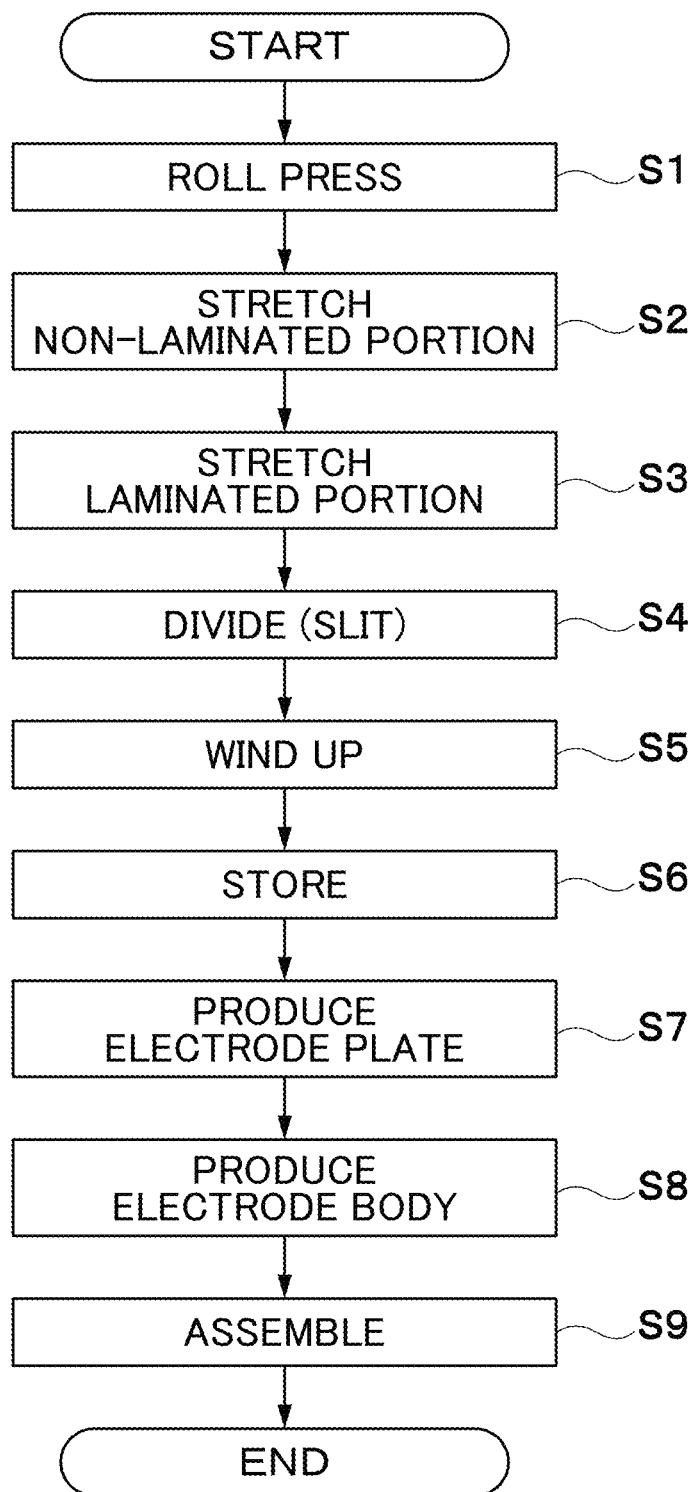 START
ROLL PRESS S1
STRETCH
NON-LAMINATED PORTION S2
STRETCH
LAMINATED PORTION S3
DIVIDE (SLIT) S4
WIND UP S5
STORE S6
PRODUCE
ELECTRODE PLATE S7
PRODUCE
ELECTRODE BODY S8
ASSEMBLE S9
END